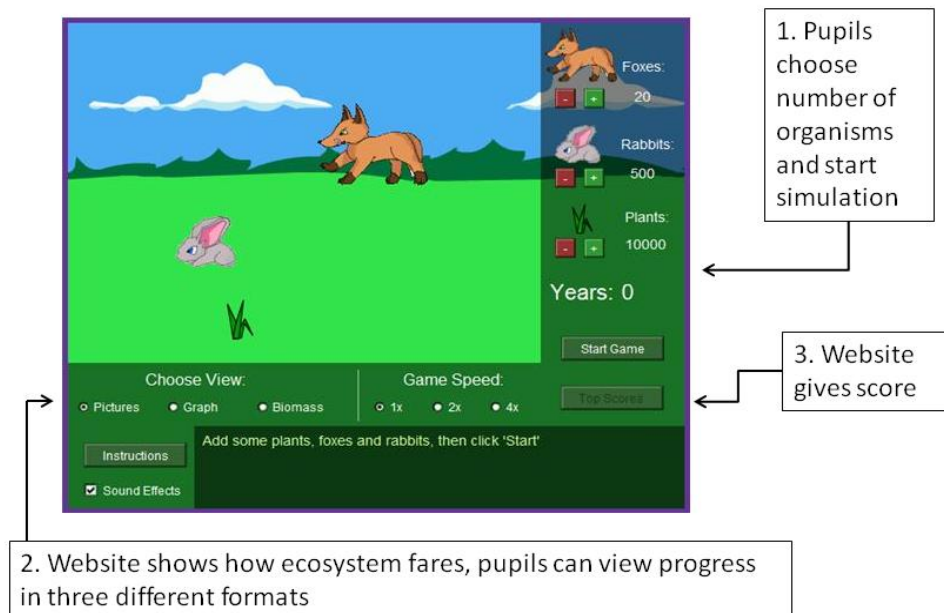 Foxes:
- +
20
Rabbits:
- +
500
Plants:
- +
10000
Years: 0
Start Game
Top Scores
Choose View:
Pictures Graph Biomass
Game Speed:
1x 2x 4x
Instructions
Sound Effects
Add some plants, foxes and rabbits, then click 'Start'
1. Pupils
choose
number of
organisms
and start
simulation
3. Website
gives score
2. Website shows how ecosystem fares, pupils can view progress
in three different formats